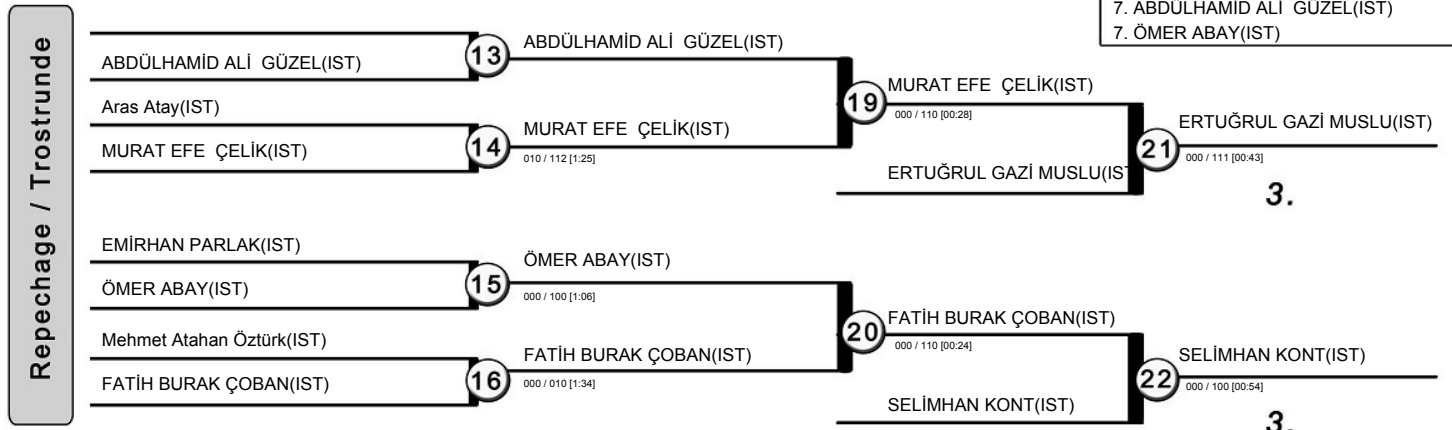 7. ABDÜLHAMİD ALİ  GÜZEL(IST)
7. ÖMER ABAY(IST)
Repechage / Trostrunde
ABDÜLHAMİD ALİ  GÜZEL(IST)
13
ABDÜLHAMİD ALİ  GÜZEL(IST)
Aras Atay(IST)
MURAT EFE  ÇELİK(IST)
14
MURAT EFE  ÇELİK(IST)
010 / 112 [1:25]
19
MURAT EFE  ÇELİK(IST)
000 / 110 [00:28]
ERTUĞRUL GAZİ MUSLU(IST
21
ERTUĞRUL GAZİ MUSLU(IST)
000 / 111 [00:43]
3.
EMİRHAN PARLAK(IST)
ÖMER ABAY(IST)
15
ÖMER ABAY(IST)
000 / 100 [1:06]
Mehmet Atahan Öztürk(IST)
FATİH BURAK ÇOBAN(IST)
16
FATİH BURAK ÇOBAN(IST)
000 / 010 [1:34]
20
FATİH BURAK ÇOBAN(IST)
000 / 110 [00:24]
SELİMHAN KONT(IST)
22
SELİMHAN KONT(IST)
000 / 100 [00:54]
3.